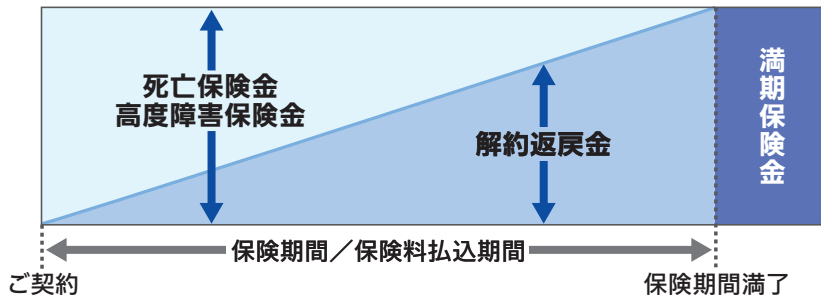 死亡保険金
高度障害保険金
解約返戻金
満期保険金
保険期間／保険料払込期間
ご契約
保険期間満了